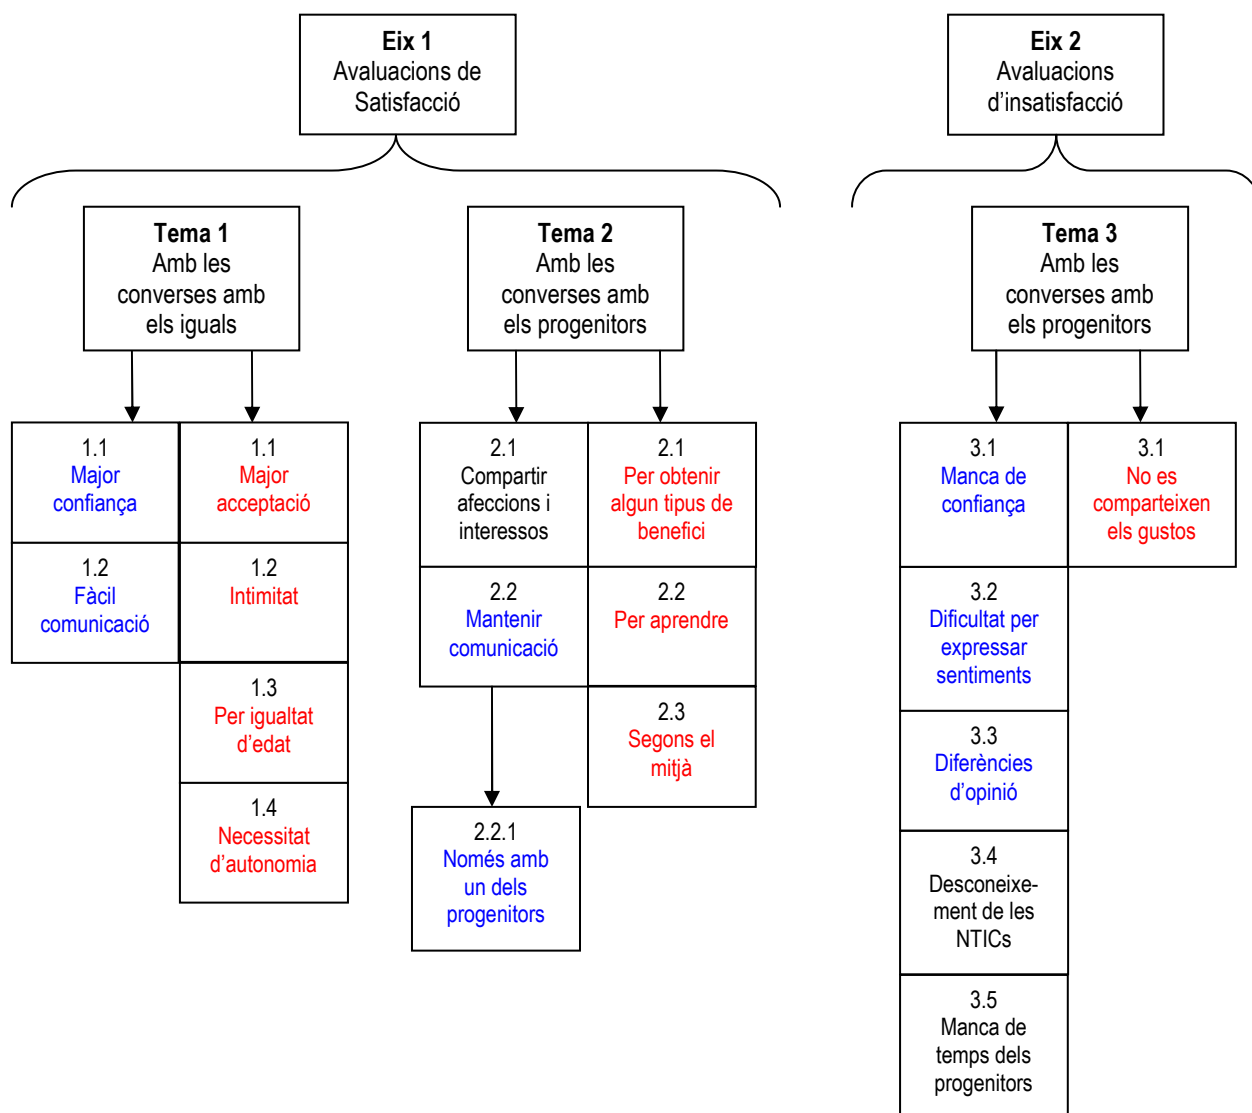 Eix 1
Avaluacions de
Satisfacció
Eix 2
Avaluacions
d'insatisfacció
Tema 1
Amb les
converses amb
els iguals
Tema 2
Amb les
converses amb
els progenitors
Tema 3
Amb les
converses amb
els progenitors
1.1
Major
confiança
1.2
Fàcil
comunicació
1.1
Major
acceptació
1.2
Intimitat
1.3
Per igualtat
d'edat
1.4
Necessitat
d'autonomia
2.1
Compartir
afeccions i
interessos
2.2
Mantenir
comunicació
2.2.1
Només amb
un dels
progenitors
2.1
Per obtenir
algun tipus de
benefici
2.2
Per aprendre
2.3
Segons el
mitjà
3.1
Manca de
confiança
3.2
Dificultat per
expressar
sentiments
3.3
Diferències
d'opinió
3.4
Desconeixe-
ment de les
NTICs
3.5
Manca de
temps dels
progenitors
3.1
No es
comparteixen
els gustos